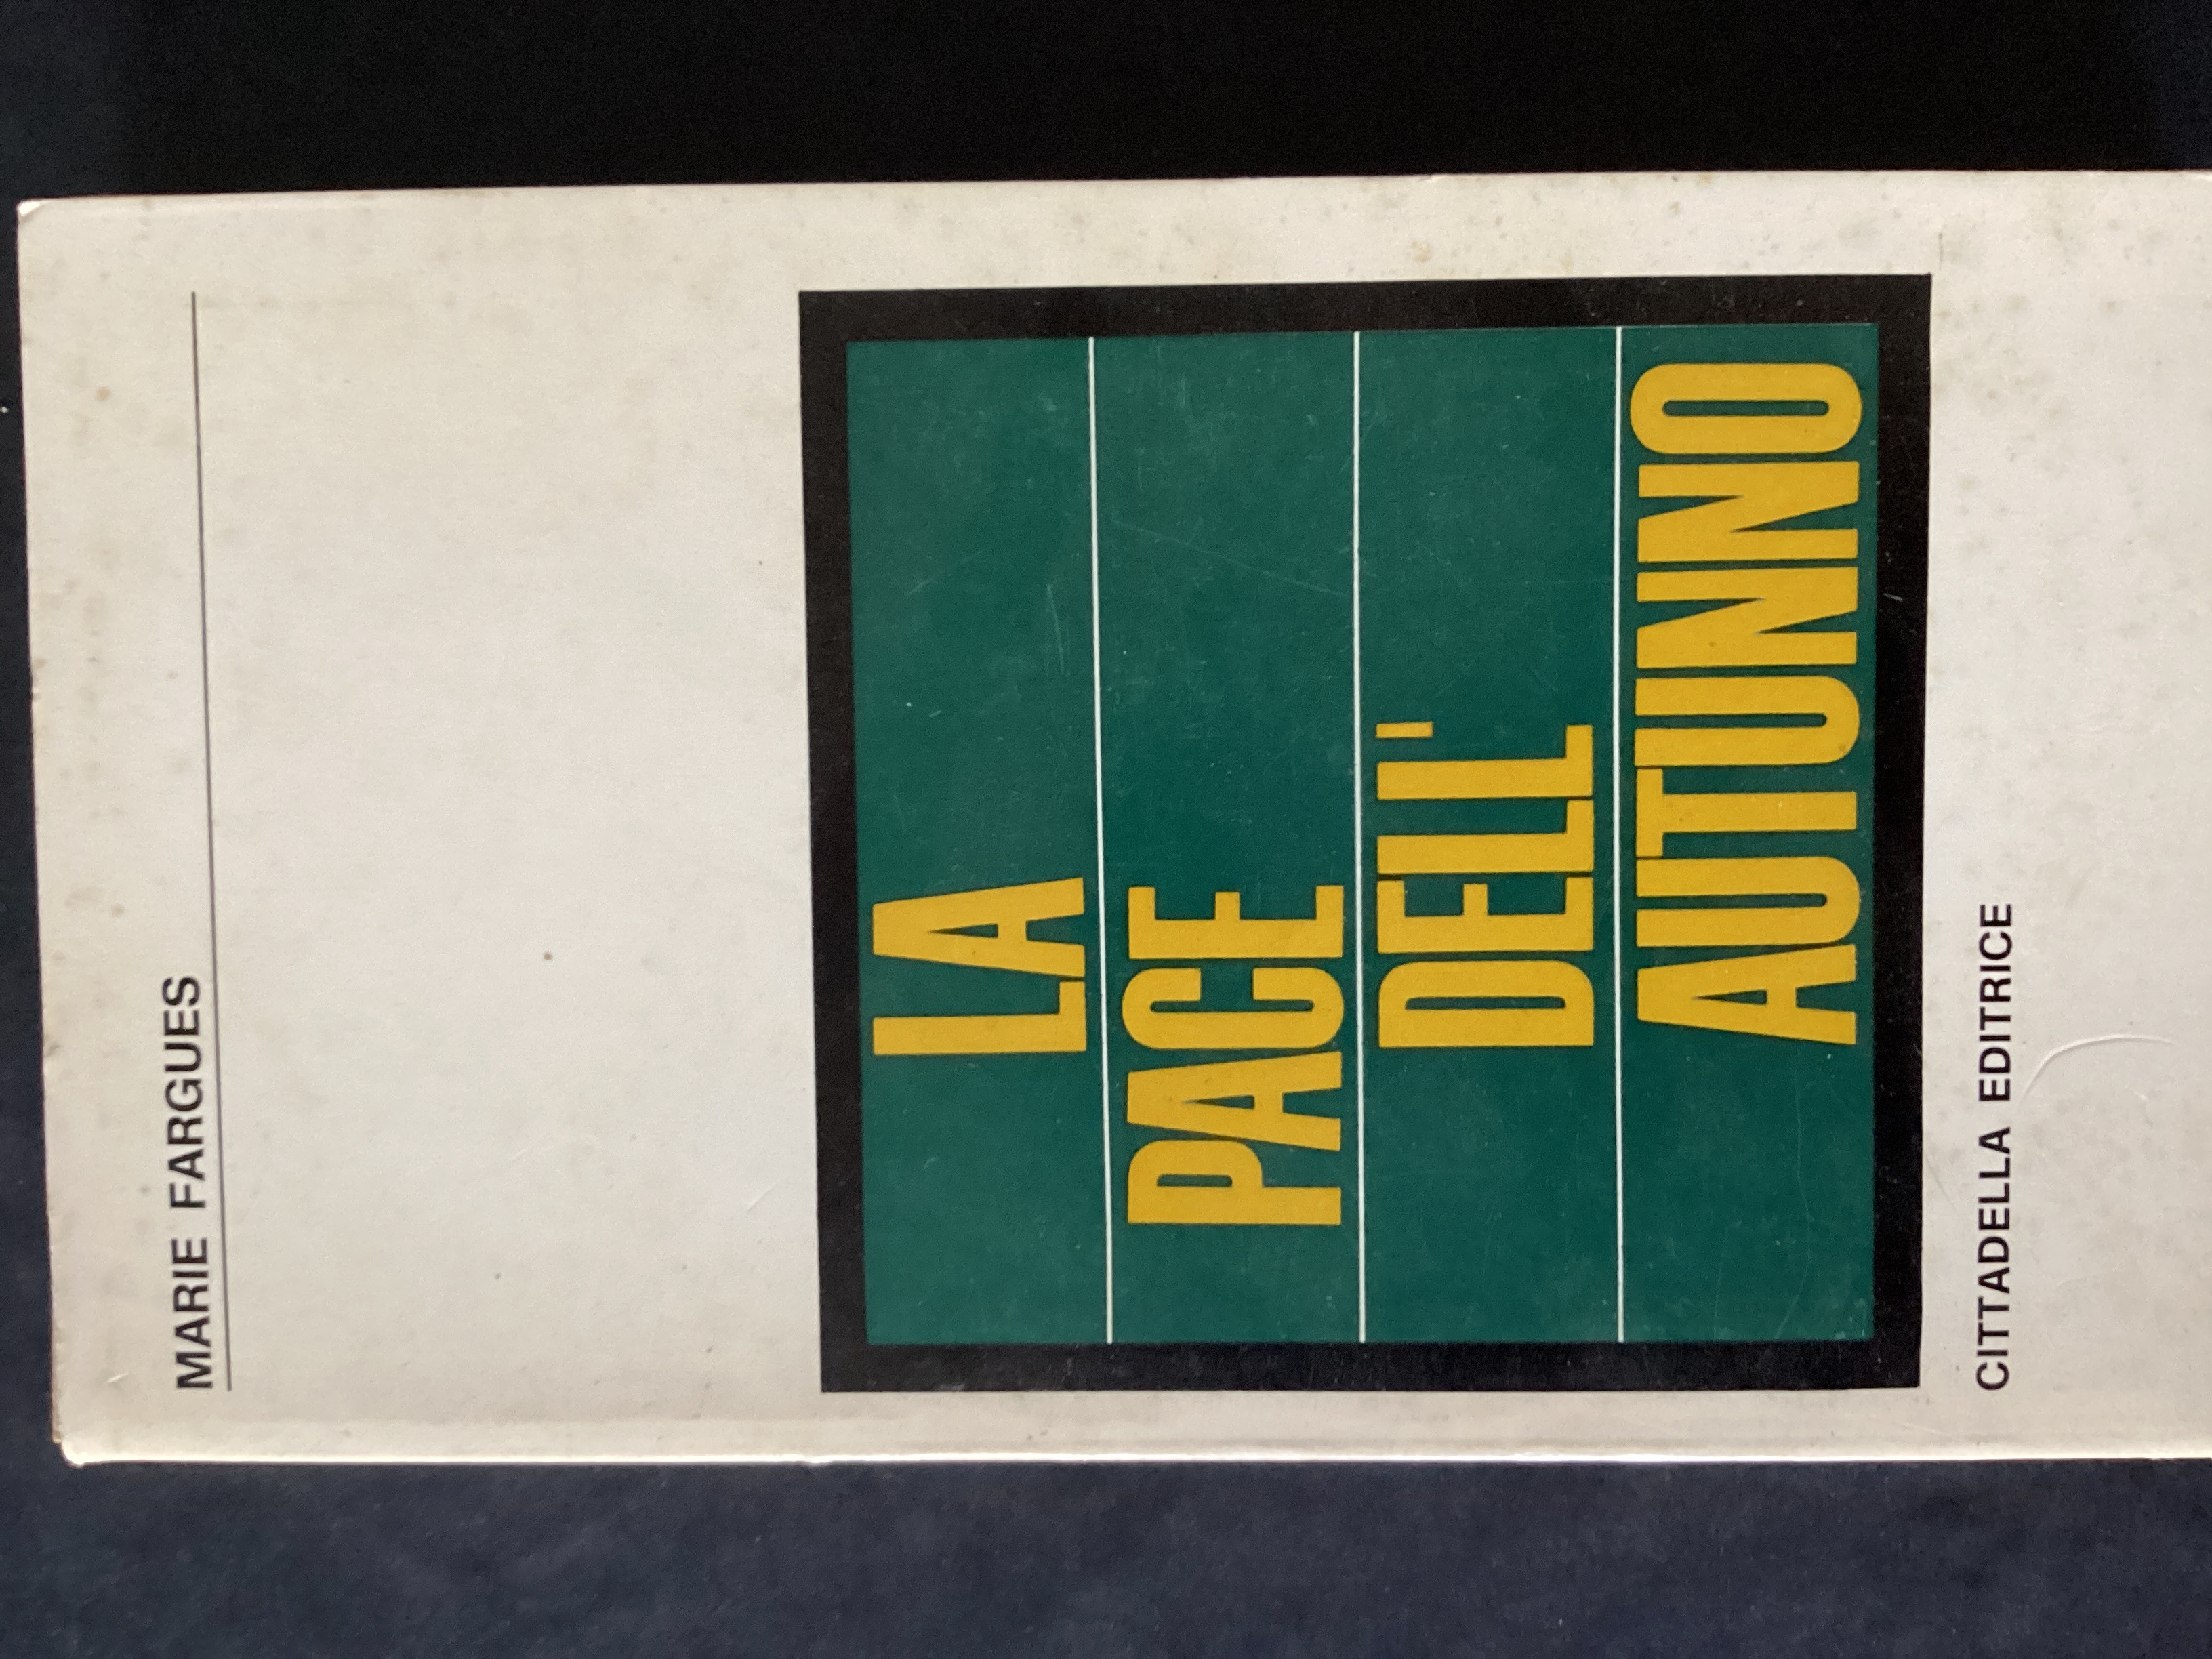 MARIE FARGUES
LA
PACE
DELL'
AUTUNNO
CITTADELLA EDITRICE